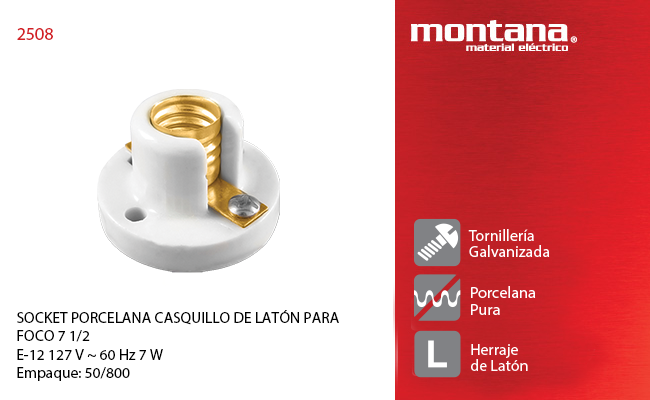 2508
montana®
material eléctrico
SOCKET PORCELANA CASQUILLO DE LATÓN PARA
FOCO 7 1/2
E-12 127 V ~ 60 Hz 7 W
Empaque: 50/800
Tornillería
Galvanizada
Porcelana
Pura
L
Herraje
de Latón